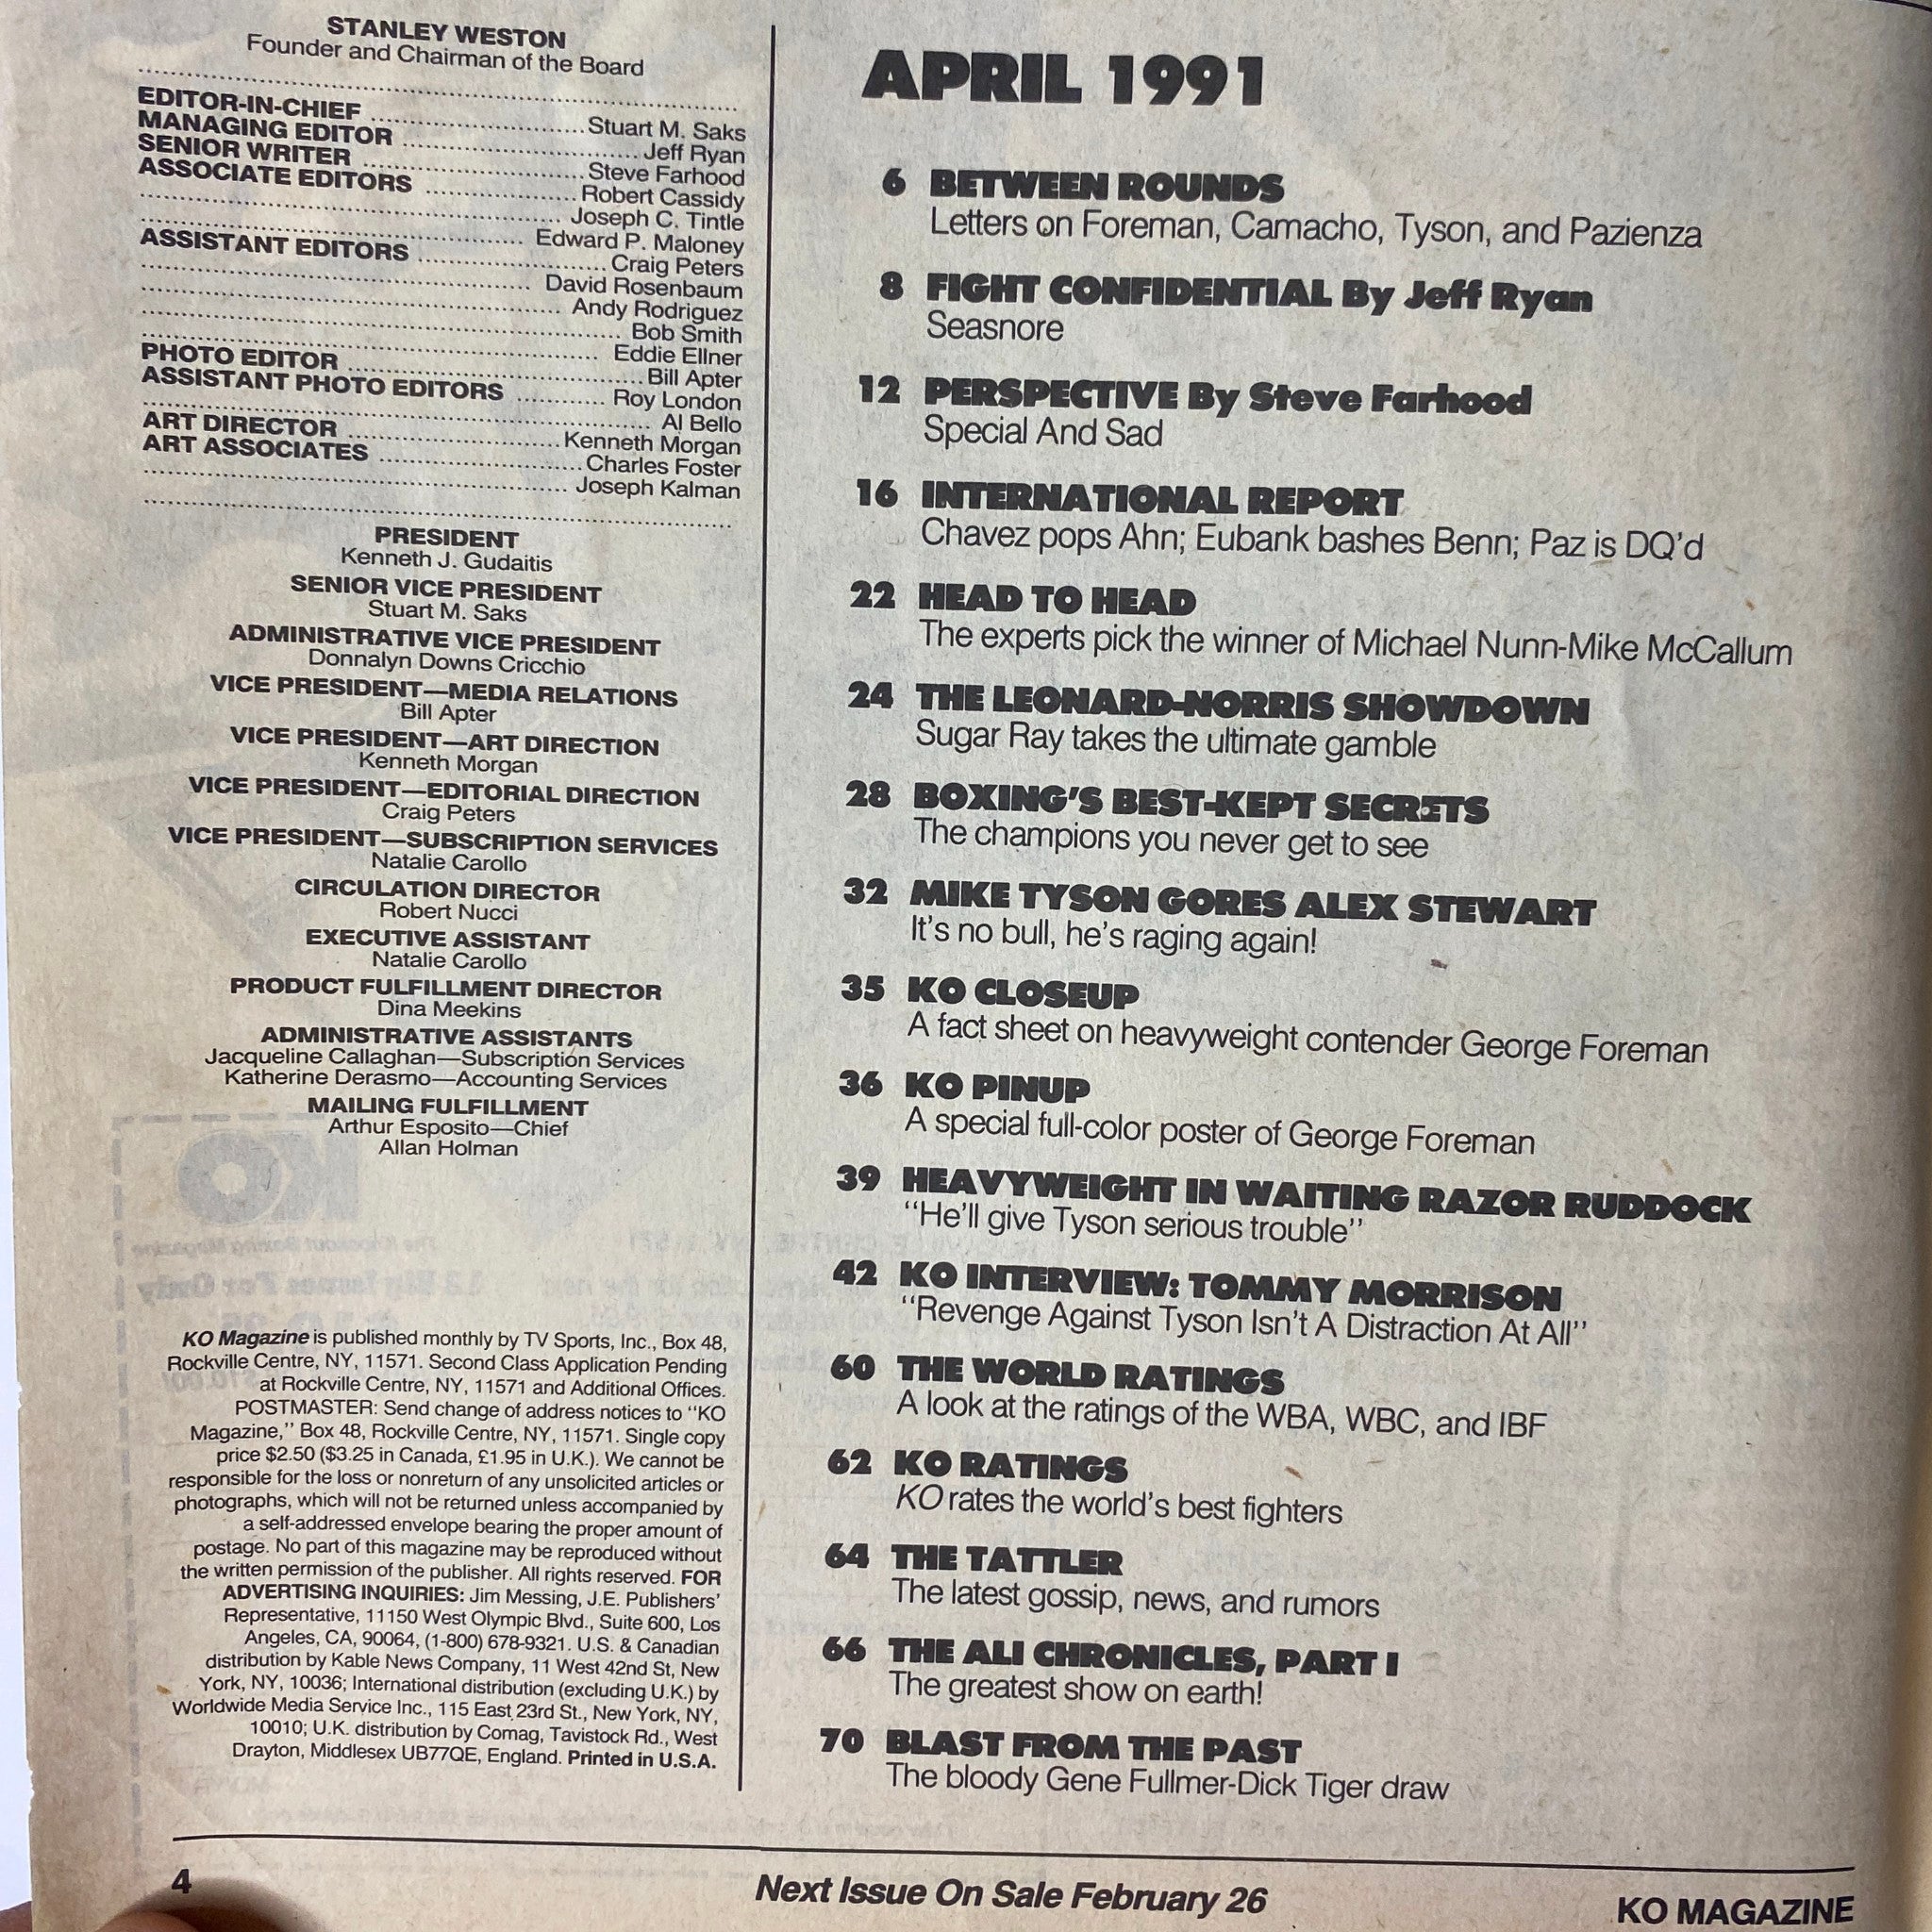 STANLEY WESTON
Founder and Chairman of the Board
EDITOR-IN-CHIEF Stuart M. Saks
MANAGING EDITOR Jeff Ryan
SENIOR WRITER Steve Farhood
ASSOCIATE EDITORS Robert Cassidy
Joseph C. Tintle
Edward P. Maloney
ASSISTANT EDITORS Craig Peters
David Rosenbaum
Andy Rodriguez
Bob Smith
Eddie Ellner
PHOTO EDITOR Bill Apter
ASSISTANT PHOTO EDITORS Roy London
Al Bello
ART DIRECTOR Kenneth Morgan
ART ASSOCIATES Charles Foster
Joseph Kalman
PRESIDENT
Kenneth J. Gudaitis
SENIOR VICE PRESIDENT
Stuart M. Saks
ADMINISTRATIVE VICE PRESIDENT
Donnalyn Downs Cricchio
VICE PRESIDENT—MEDIA RELATIONS
Bill Apter
VICE PRESIDENT—ART DIRECTION
Kenneth Morgan
VICE PRESIDENT—EDITORIAL DIRECTION
Craig Peters
VICE PRESIDENT—SUBSCRIPTION SERVICES
Natalie Carollo
CIRCULATION DIRECTOR
Robert Nucci
EXECUTIVE ASSISTANT
Natalie Carollo
PRODUCT FULFILLMENT DIRECTOR
Dina Meekins
ADMINISTRATIVE ASSISTANTS
Jacqueline Callaghan—Subscription Services
Katherine Derasmo—Accounting Services
MAILING FULFILLMENT
Arthur Esposito—Chief
Allan Holman
KO Magazine is published monthly by TV Sports, Inc., Box 48,
Rockville Centre, NY, 11571. Second Class Application Pending
at Rockville Centre, NY, 11571 and Additional Offices.
POSTMASTER: Send change of address notices to "KO
Magazine," Box 48, Rockville Centre, NY, 11571. Single copy
price $2.50 ($3.25 in Canada, £1.95 in U.K.). We cannot be
responsible for the loss or nonreturn of any unsolicited articles or
photographs, which will not be returned unless accompanied by
a self-addressed envelope bearing the proper amount of
postage. No part of this magazine may be reproduced without
the written permission of the publisher. All rights reserved. FOR
ADVERTISING INQUIRIES: Jim Messing, J.E. Publishers'
Representative, 11150 West Olympic Blvd., Suite 600, Los
Angeles, CA, 90064, (1-800) 678-9321. U.S. & Canadian
distribution by Kable News Company, 11 West 42nd St, New
York, NY, 10036; International distribution (excluding U.K.) by
Worldwide Media Service Inc., 115 East 23rd St., New York, NY,
10010; U.K. distribution by Comag, Tavistock Rd., West
Drayton, Middlesex UB77QE, England. Printed in U.S.A.
APRIL 1991
6 BETWEEN ROUNDS
Letters on Foreman, Camacho, Tyson, and Pazienza
8 FIGHT CONFIDENTIAL By Jeff Ryan
Seasnore
12 PERSPECTIVE By Steve Farhood
Special And Sad
16 INTERNATIONAL REPORT
Chavez pops Ahn; Eubank bashes Benn; Paz is DQ'd
22 HEAD TO HEAD
The experts pick the winner of Michael Nunn-Mike McCallum
24 THE LEONARD-NORRIS SHOWDOWN
Sugar Ray takes the ultimate gamble
28 BOXING'S BEST-KEPT SECRETS
The champions you never get to see
32 MIKE TYSON GORES ALEX STEWART
It's no bull, he's raging again!
35 KO CLOSEUP
A fact sheet on heavyweight contender George Foreman
36 KO PINUP
A special full-color poster of George Foreman
39 HEAVYWEIGHT IN WAITING RAZOR RUDDOCK
"He'll give Tyson serious trouble"
42 KO INTERVIEW: TOMMY MORRISON
"Revenge Against Tyson Isn't A Distraction At All"
60 THE WORLD RATINGS
A look at the ratings of the WBA, WBC, and IBF
62 KO RATINGS
KO rates the world's best fighters
64 THE TATTLER
The latest gossip, news, and rumors
66 THE ALI CHRONICLES, PART I
The greatest show on earth!
70 BLAST FROM THE PAST
The bloody Gene Fullmer-Dick Tiger draw
4
Next Issue On Sale February 26
KO MAGAZINE